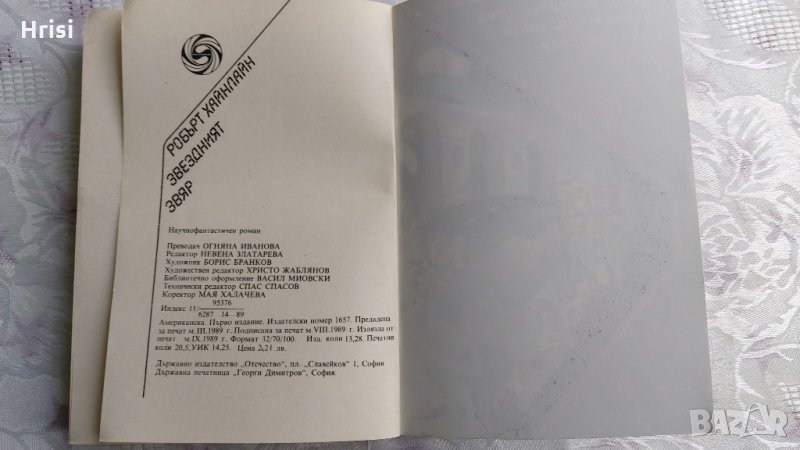 Hrisi
РОБЪРТ ХАЙНЛАЙН
ЗВЕЗДНИЯТ
ЗВЯР
Научнофантастичен роман
Преводач ОГНЯНА ИВАНОВА
Редактор НЕВЕНА ЗЛАТАРЕВА
Художник БОРИС БРАНКОВ
Художествен редактор ХРИСТО ЖАБЛЯНОВ
Библиотечно оформление ВАСИЛ МИОВСКИ
Технически редактор СПАС СПАСОВ
Коректор МАЯ ХАЛАЧЕВА
95376
Индекс 11/
6287 14 —89
Американска. Първо издание. Издателски номер 1657. Предадена
за печат м.III.1989 г. Подписана за печат м.VIII.1989 г. Излязла от
печат м.IX.1989 г. Формат 32/70/100. Изд. коли 13,28. Печатни
коли 20,5. УИК 14,25. Цена 2,21 лв.
Държавно издателство „Отечество", пл. „Славейков" 1, София
Държавна печатница „Георги Димитров", София.
BAZAR